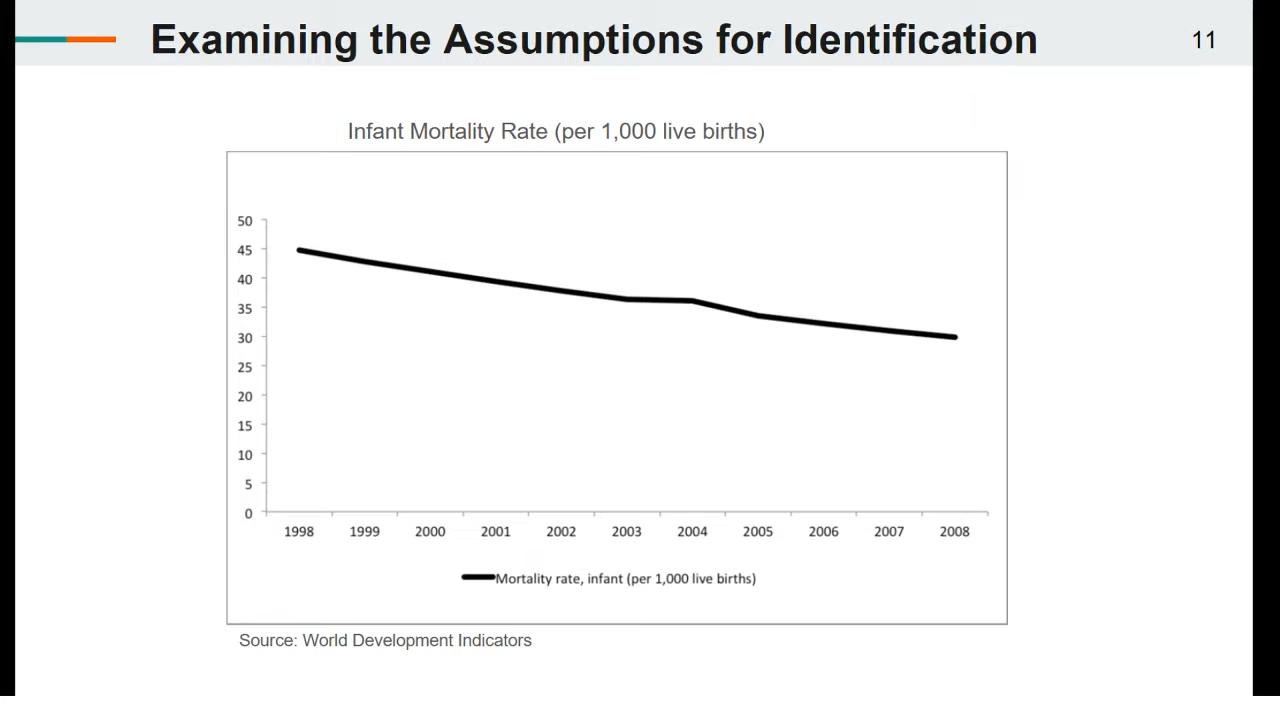 Examining the Assumptions for Identification
11
Infant Mortality Rate (per 1,000 live births)
50
45
40
35
30
25
20
15
10
5
0
1998 1999 2000 2001 2002 2003 2004 2005 2006 2007 2008
Mortality rate, infant (per 1,000 live births)
Source: World Development Indicators